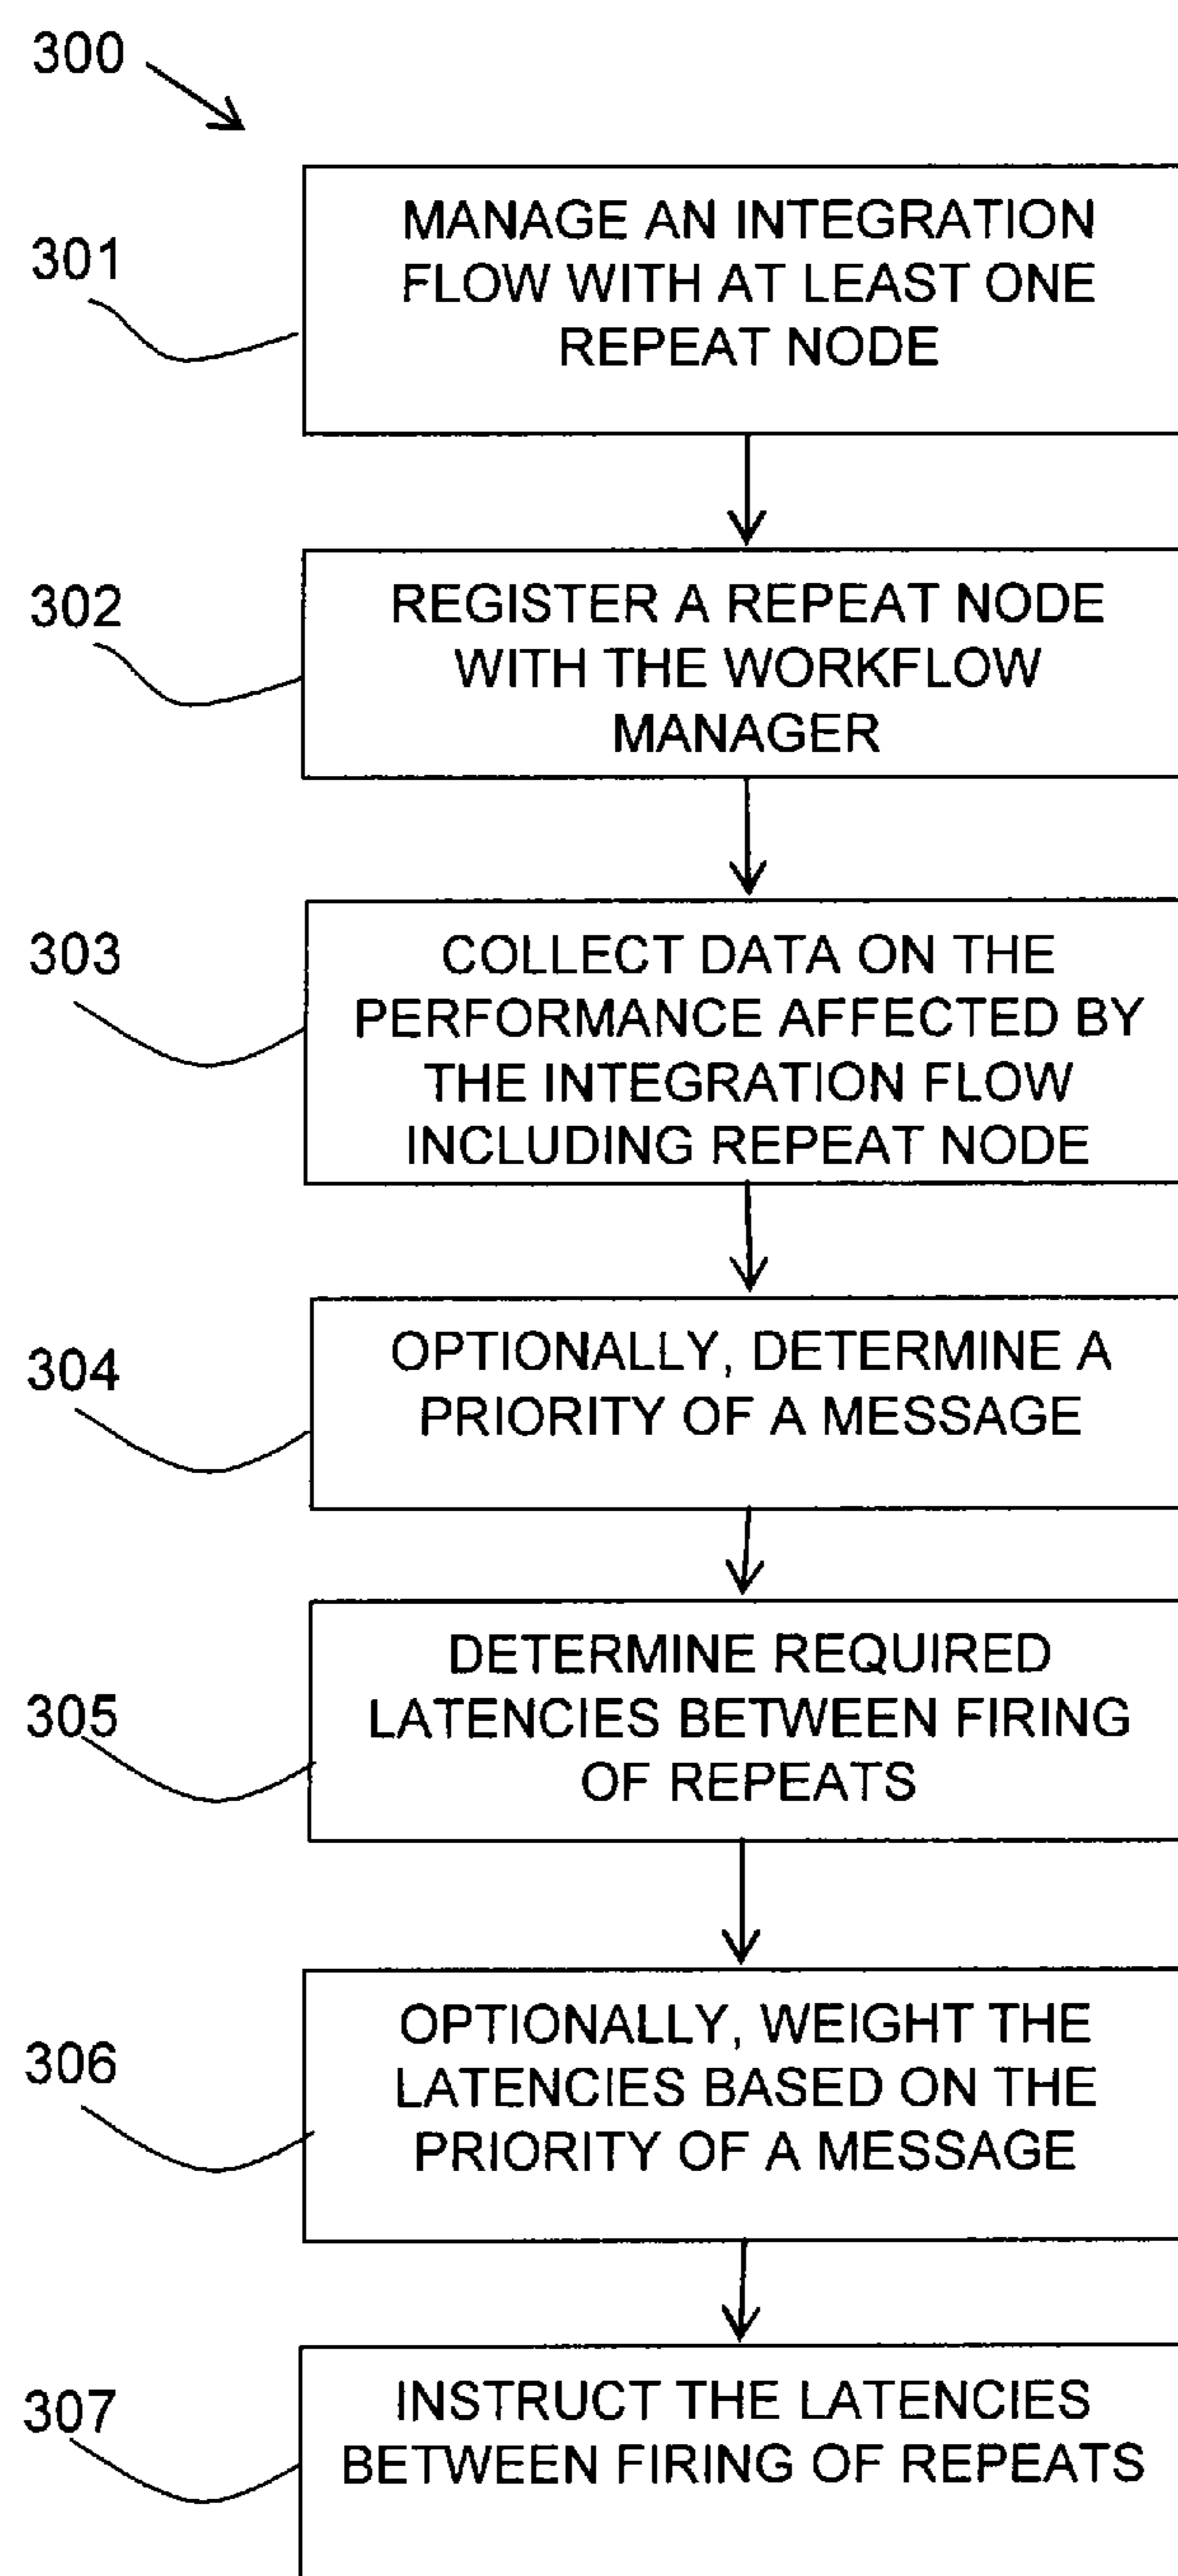 300
301
MANAGE AN INTEGRATION
FLOW WITH AT LEAST ONE
REPEAT NODE
302
REGISTER A REPEAT NODE
WITH THE WORKFLOW
MANAGER
303
COLLECT DATA ON THE
PERFORMANCE AFFECTED BY
THE INTEGRATION FLOW
INCLUDING REPEAT NODE
304
OPTIONALLY, DETERMINE A
PRIORITY OF A MESSAGE
305
DETERMINE REQUIRED
LATENCIES BETWEEN FIRING
OF REPEATS
306
OPTIONALLY, WEIGHT THE
LATENCIES BASED ON THE
PRIORITY OF A MESSAGE
307
INSTRUCT THE LATENCIES
BETWEEN FIRING OF REPEATS